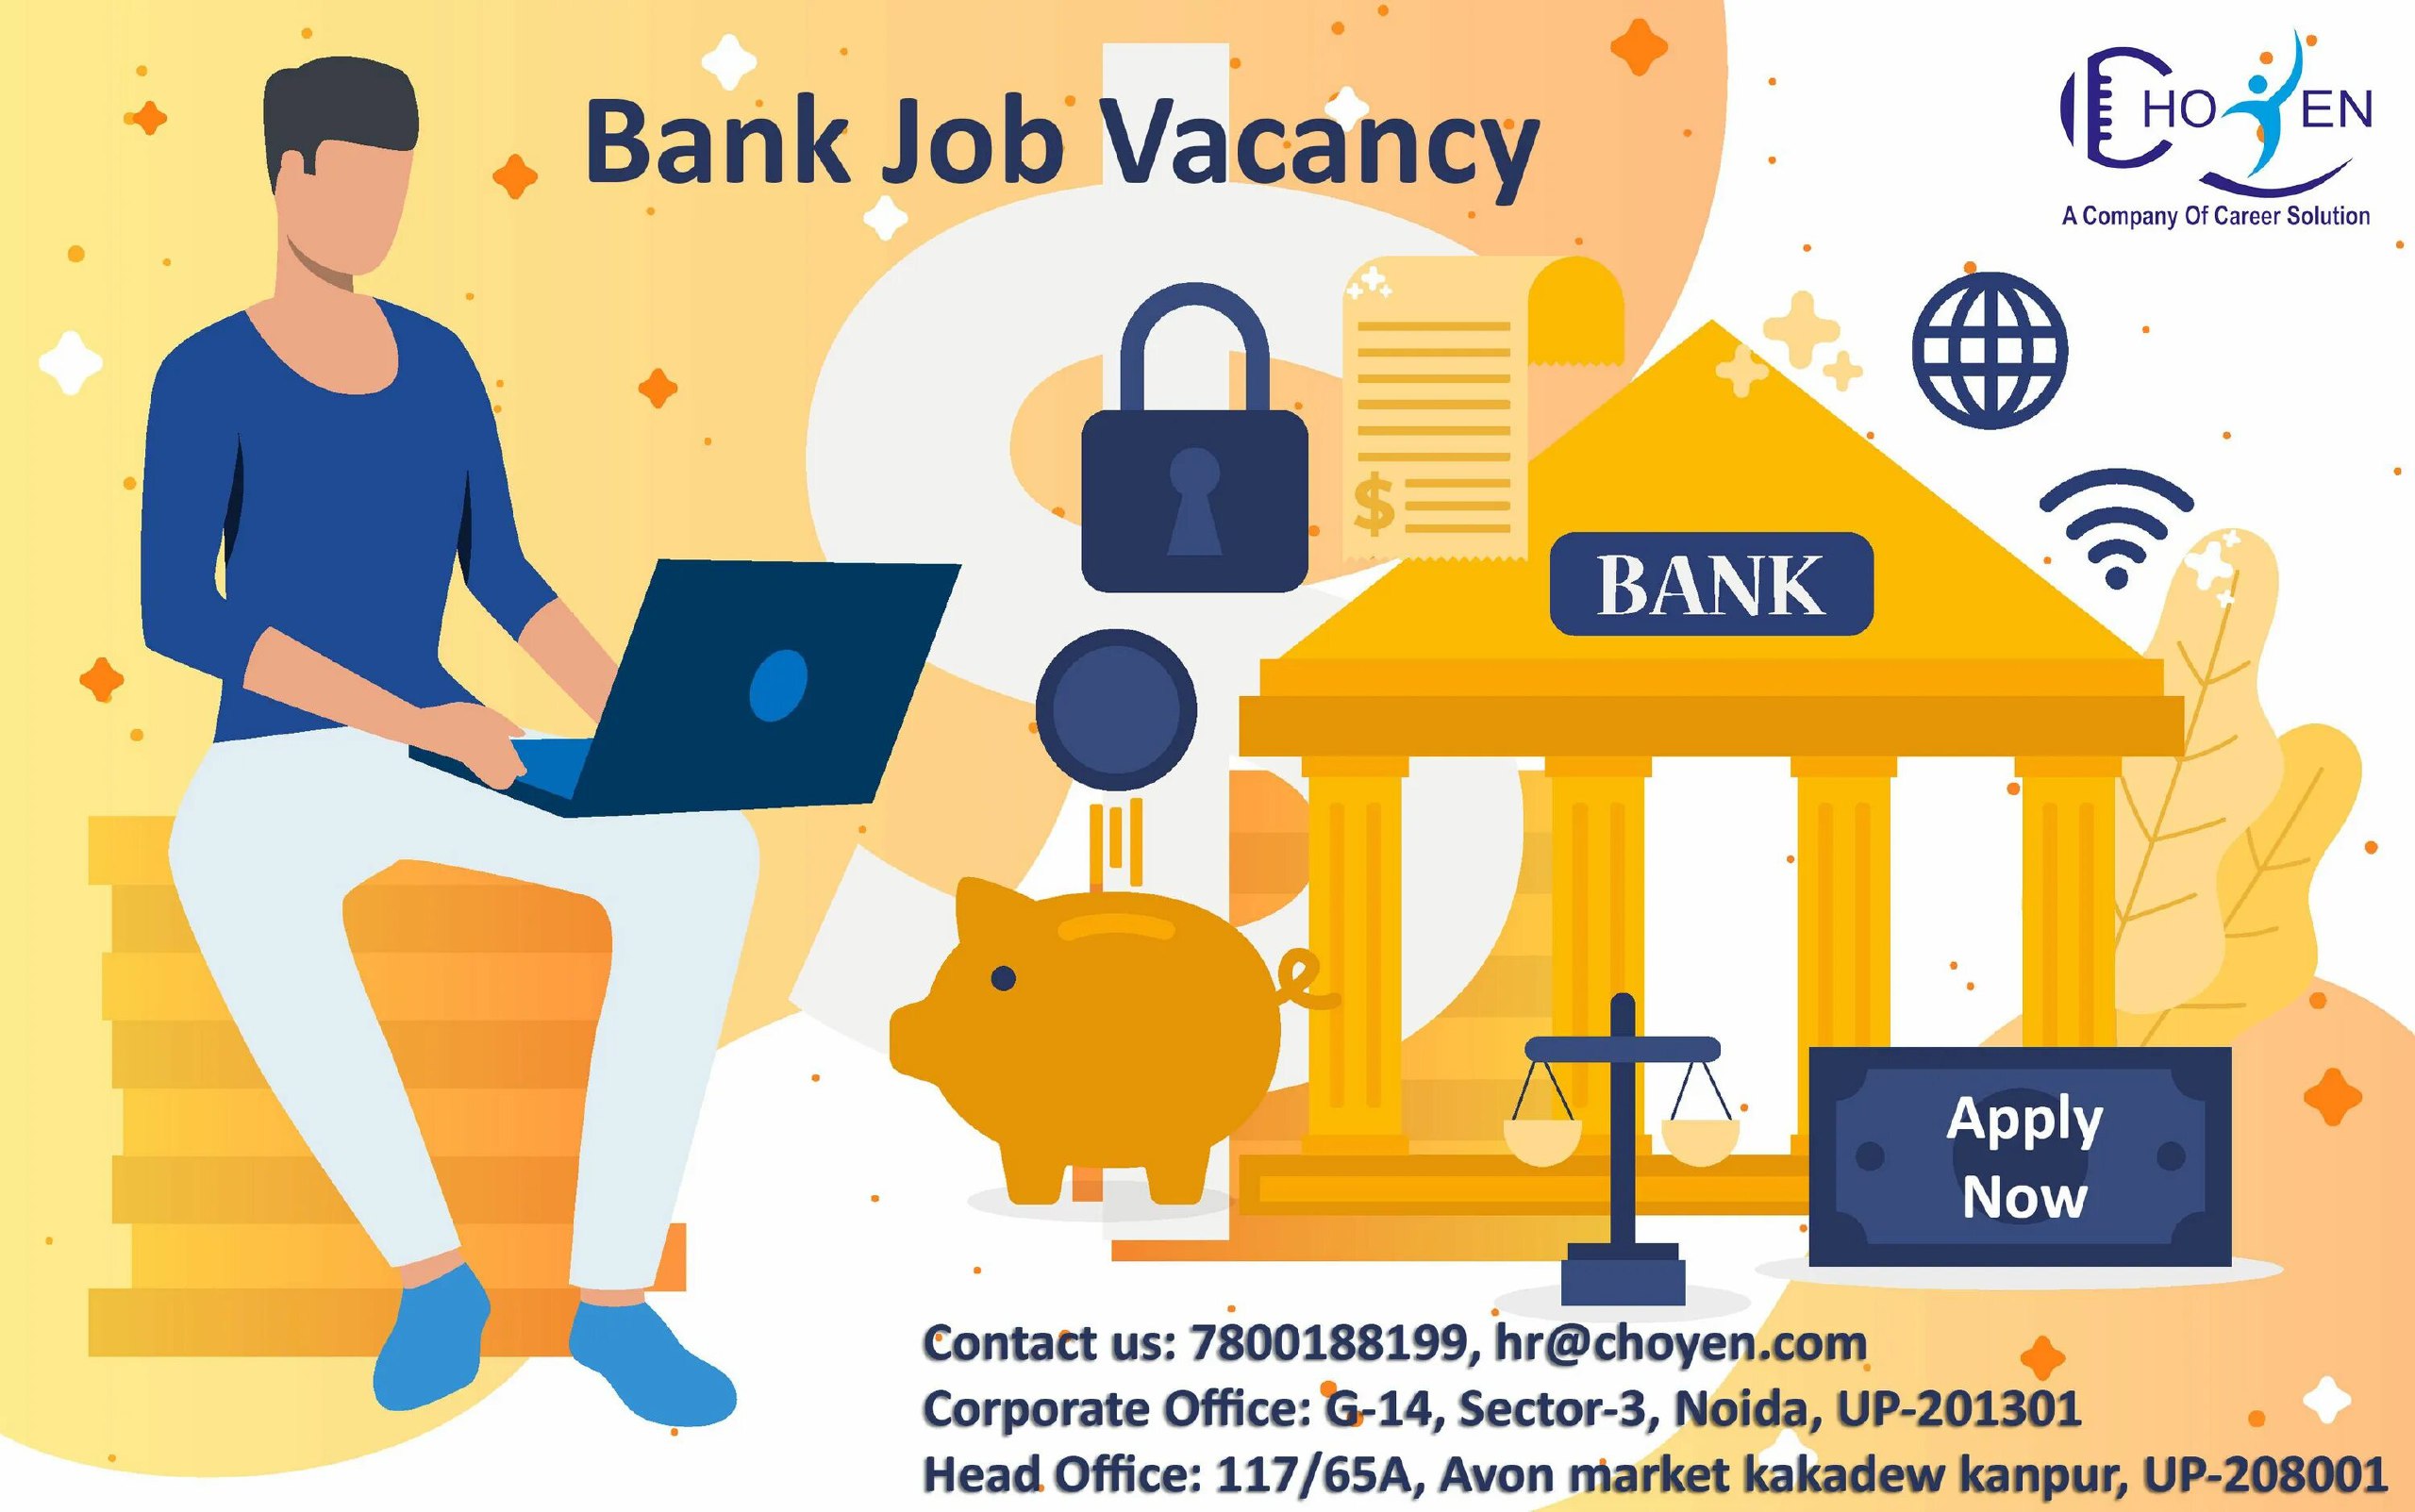 Bank Job Vacancy
CHOYEN
A Company Of Career Solution
$
BANK
Apply
Now
Contact us: 7800188199, hr@choyen.com
Corporate Office: G-14, Sector-3, Noida, UP-201301
Head Office: 117/65A, Avon market kakadew kanpur, UP-208001